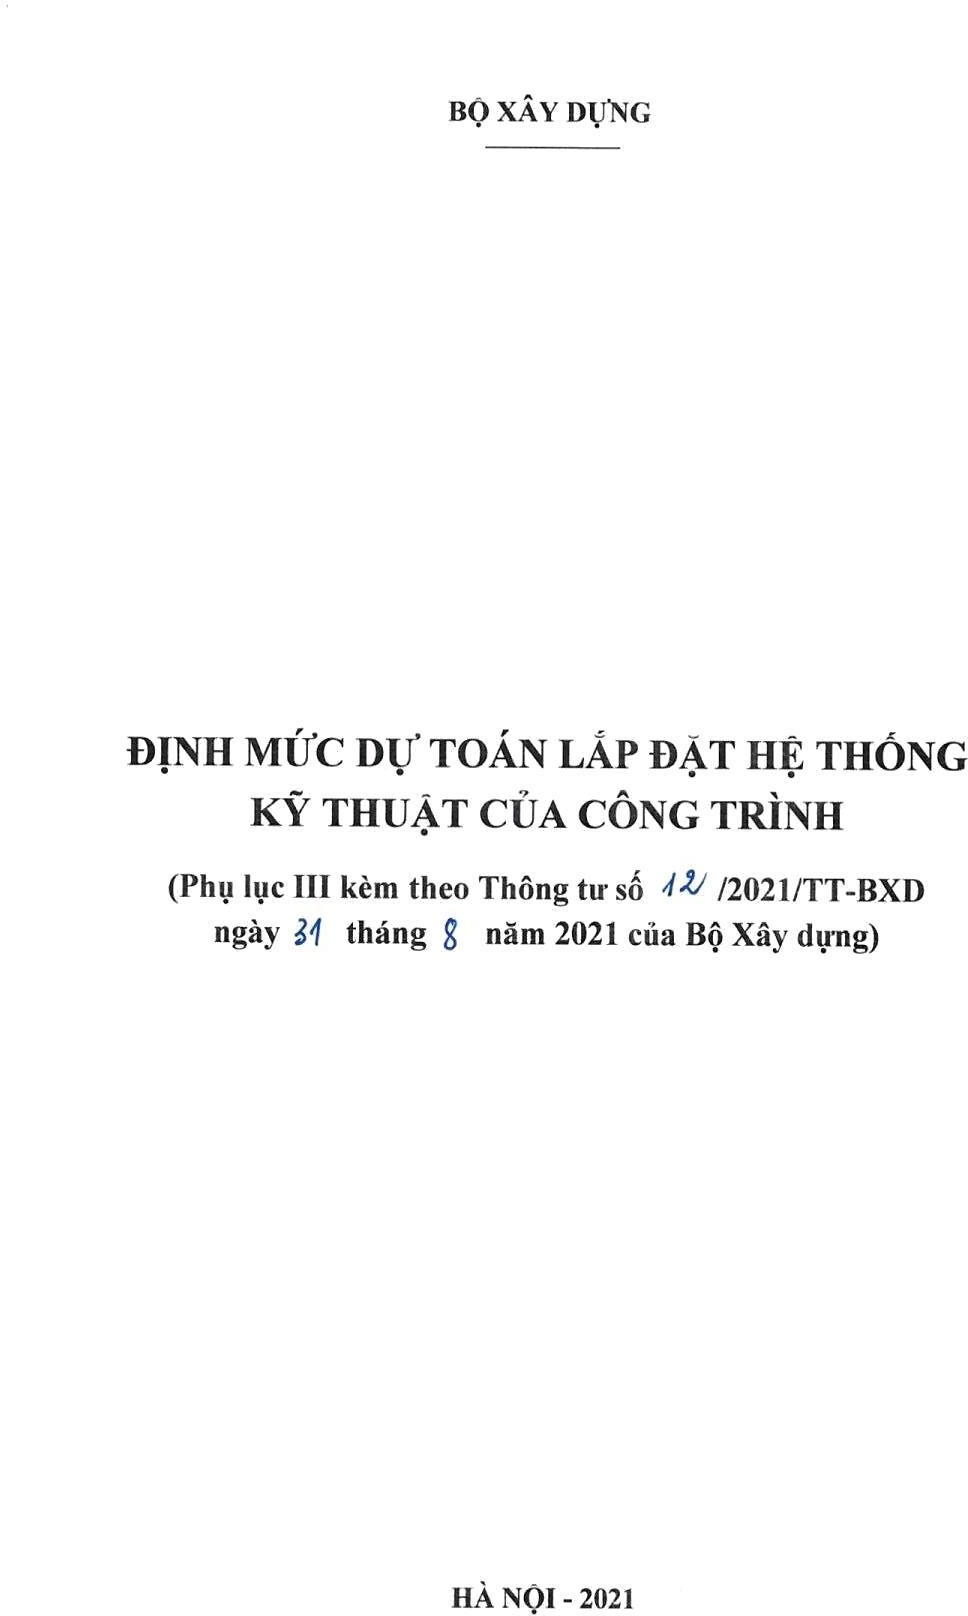 BỘ XÂY DỰNG
ĐỊNH MỨC DỰ TOÁN LẮP ĐẶT HỆ THỐNG
KỸ THUẬT CỦA CÔNG TRÌNH
(Phụ lục III kèm theo Thông tư số 12 /2021/TT-BXD
ngày 31 tháng 8 năm 2021 của Bộ Xây dựng)
HÀ NỘI - 2021